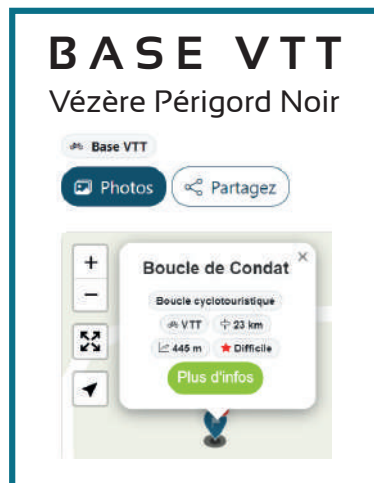 BASE VTT
Vézère Périgord Noir
Base VTT
Photos Partagez
+
−
×
Boucle de Condat
Boucle cyclotouristique
VTT 23 km
445 m Difficile
Plus d'infos